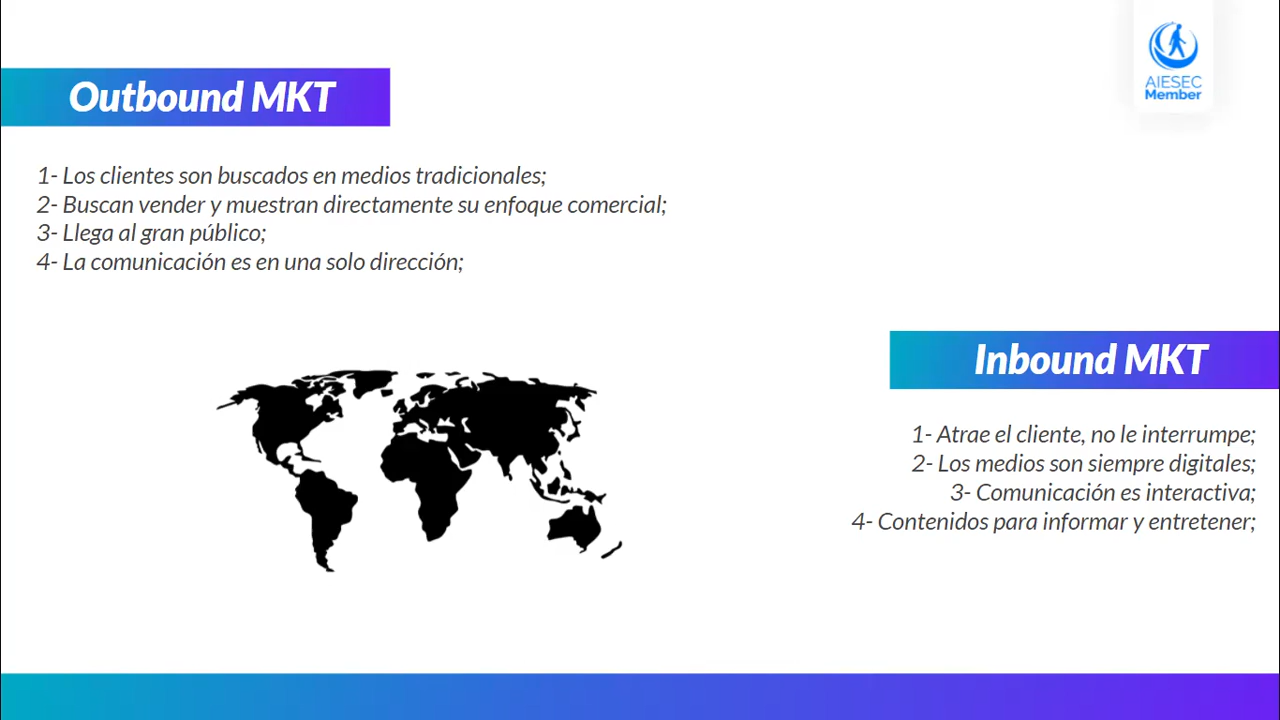 AIESEC
Member
Outbound MKT
1- Los clientes son buscados en medios tradicionales;
2- Buscan vender y muestran directamente su enfoque comercial;
3- Llega al gran público;
4- La comunicación es en una solo dirección;
Inbound MKT
1- Atrae el cliente, no le interrumpe;
2- Los medios son siempre digitales;
3- Comunicación es interactiva;
4- Contenidos para informar y entretener;